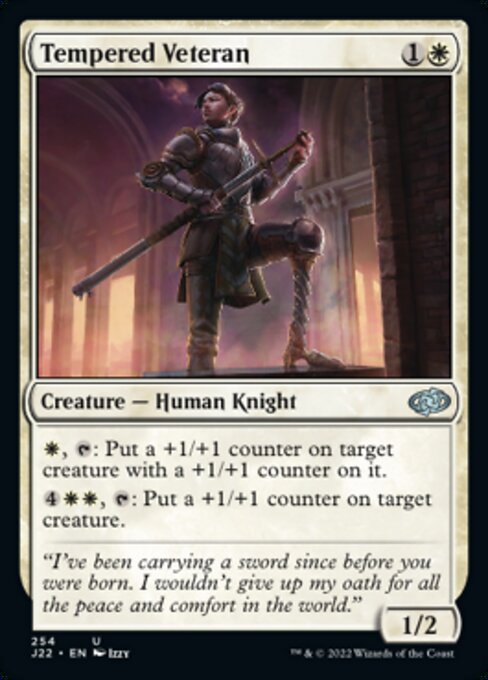 Tempered Veteran 1
Creature — Human Knight
, : Put a +1/+1 counter on target
creature with a +1/+1 counter on it.
4, : Put a +1/+1 counter on target
creature.
"I've been carrying a sword since before you
were born. I wouldn't give up my oath for all
the peace and comfort in the world."
1/2
254 U
J22 • EN Izzy
™ & © 2022 Wizards of the Coast